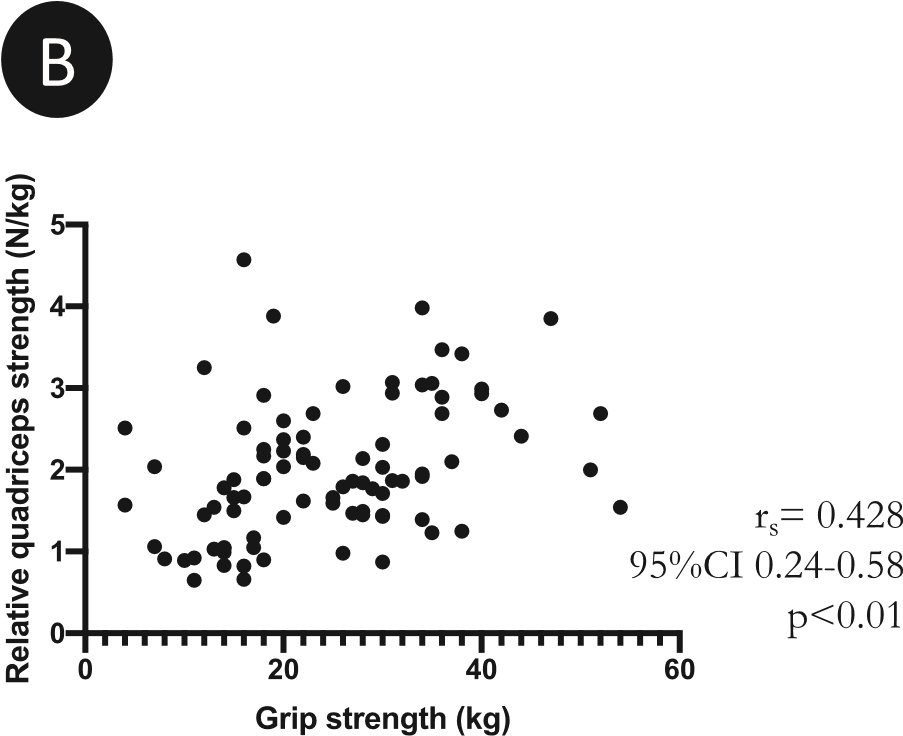 B
Relative quadriceps strength (N/kg)
5
4
3
2
1
0
0 20 40 60
Grip strength (kg)
rs= 0.428
95%CI 0.24-0.58
p<0.01